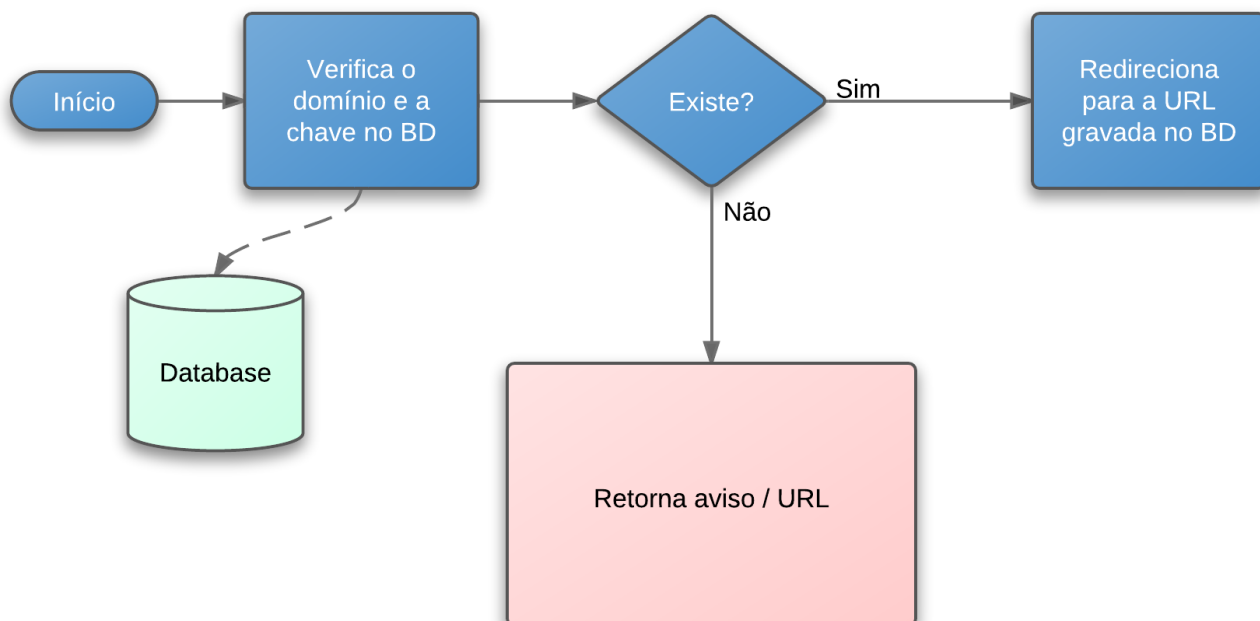 Início
Verifica o
domínio e a
chave no BD
Existe?
Sim
Redireciona
para a URL
gravada no BD
Não
Database
Retorna aviso / URL